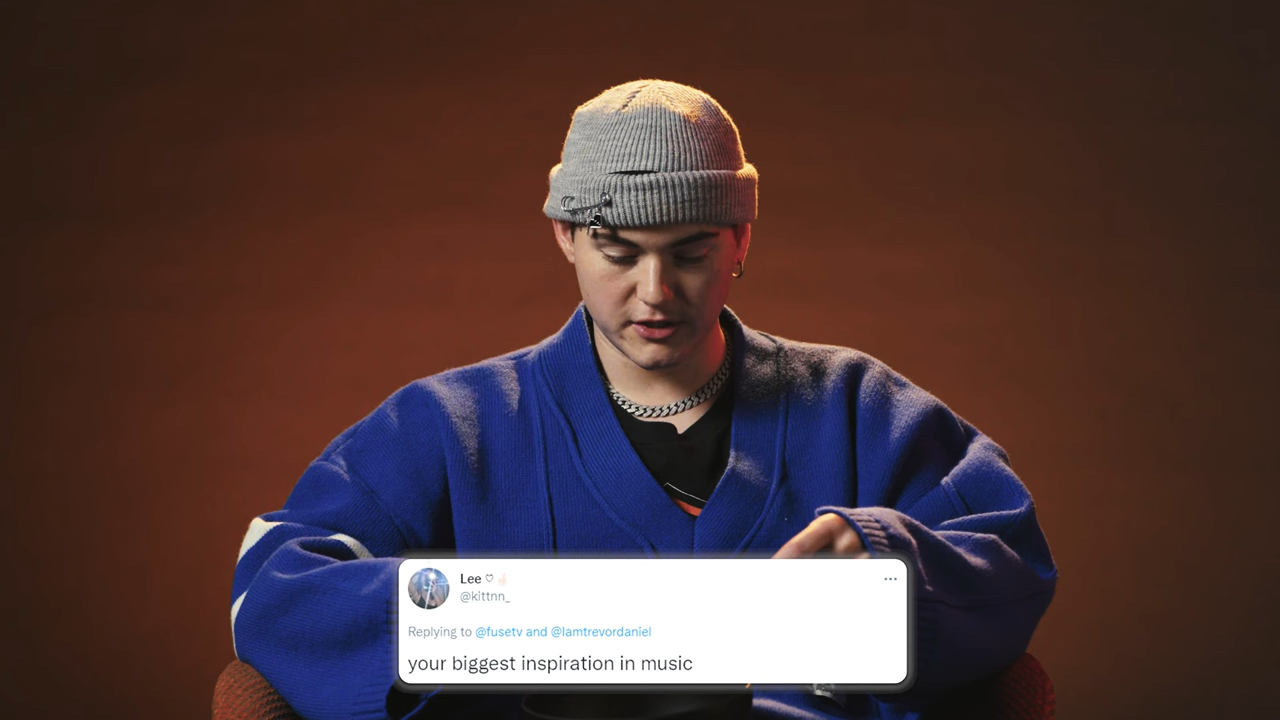 Lee
@kittnn_
Replying to @fusetv and @Iamtrevordaniel
your biggest inspiration in music